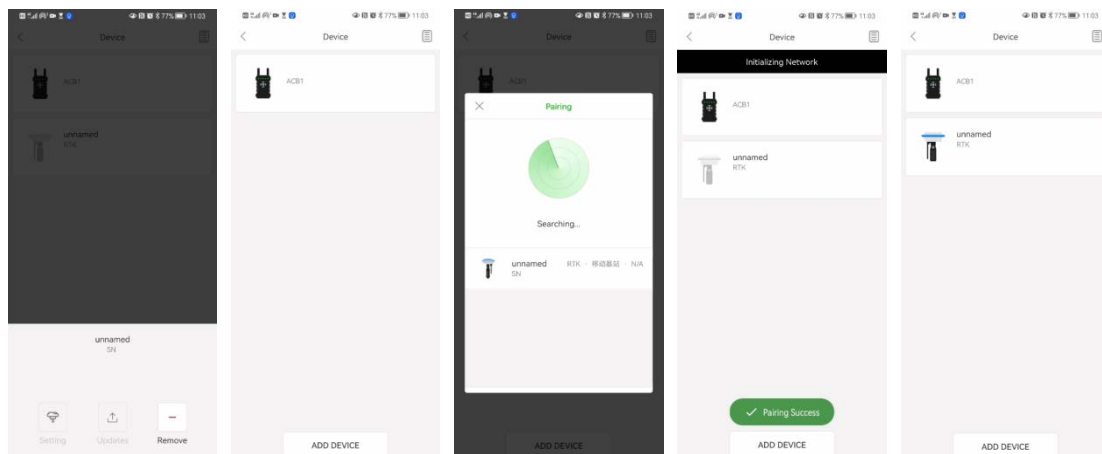 77% 11:03
Device
ACB1
unnamed
RTK
unnamed
SN
Setting
Updates
Remove
77% 11:03
Device
ACB1
ADD DEVICE
77% 11:03
Device
ACB1
Pairing
Searching...
unnamed
RTK - 移动基站 - N/A
SN
ADD DEVICE
77% 11:03
Device
Initializing Network
ACB1
unnamed
RTK
Pairing Success
ADD DEVICE
77% 11:03
Device
ACB1
unnamed
RTK
ADD DEVICE